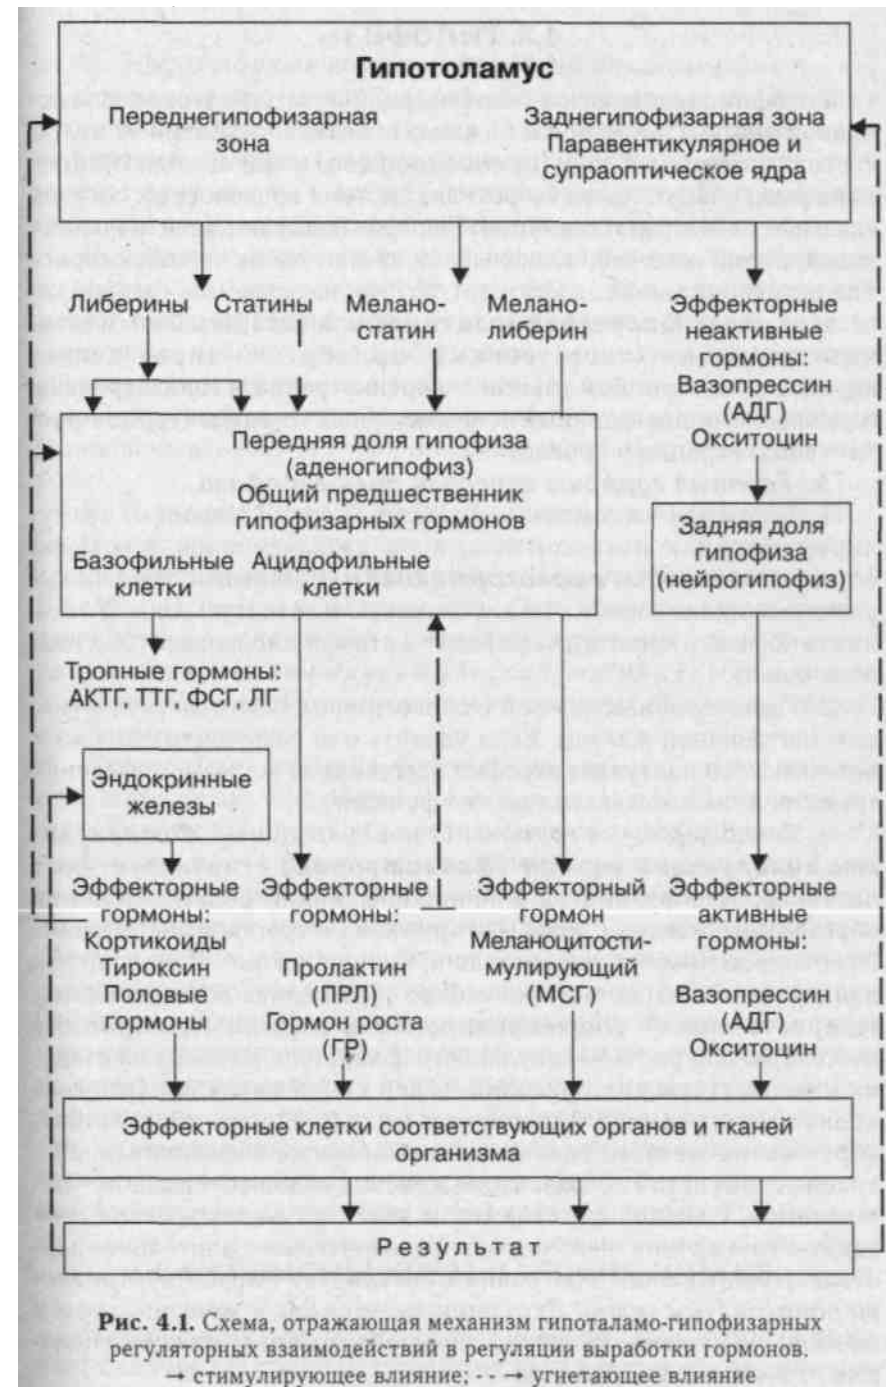 Гипотоламус
Переднегипофизарная
зона
Заднегипофизарная зона
Паравентикулярное и
супраоптическое ядра
Либерины
Статины
Мелано-
статин
Мелано-
либерин
Эффекторные
неактивные
гормоны:
Вазопрессин
(АДГ)
Окситоцин
Передняя доля гипофиза
(аденогипофиз)
Общий предшественник
гипофизарных гормонов
Базофильные
клетки
Ацидофильные
клетки
Задняя доля
гипофиза
(нейрогипофиз)
Тропные гормоны:
АКТГ, ТТГ, ФСГ, ЛГ
Эндокринные
железы
Эффекторные
гормоны:
Кортикоиды
Тироксин
Половые
гормоны
Эффекторные
гормоны:
Пролактин
(ПРЛ)
Гормон роста
(ГР)
Эффекторный
гормон
Меланоцитости-
мулирующий
(МСГ)
Эффекторные
активные
гормоны:
Вазопрессин
(АДГ)
Окситоцин
Эффекторные клетки соответствующих органов и тканей
организма
Результат
Рис. 4.1. Схема, отражающая механизм гипоталамо-гипофизарных
регуляторных взаимодействий в регуляции выработки гормонов.
→ стимулирующее влияние; - - → угнетающее влияние